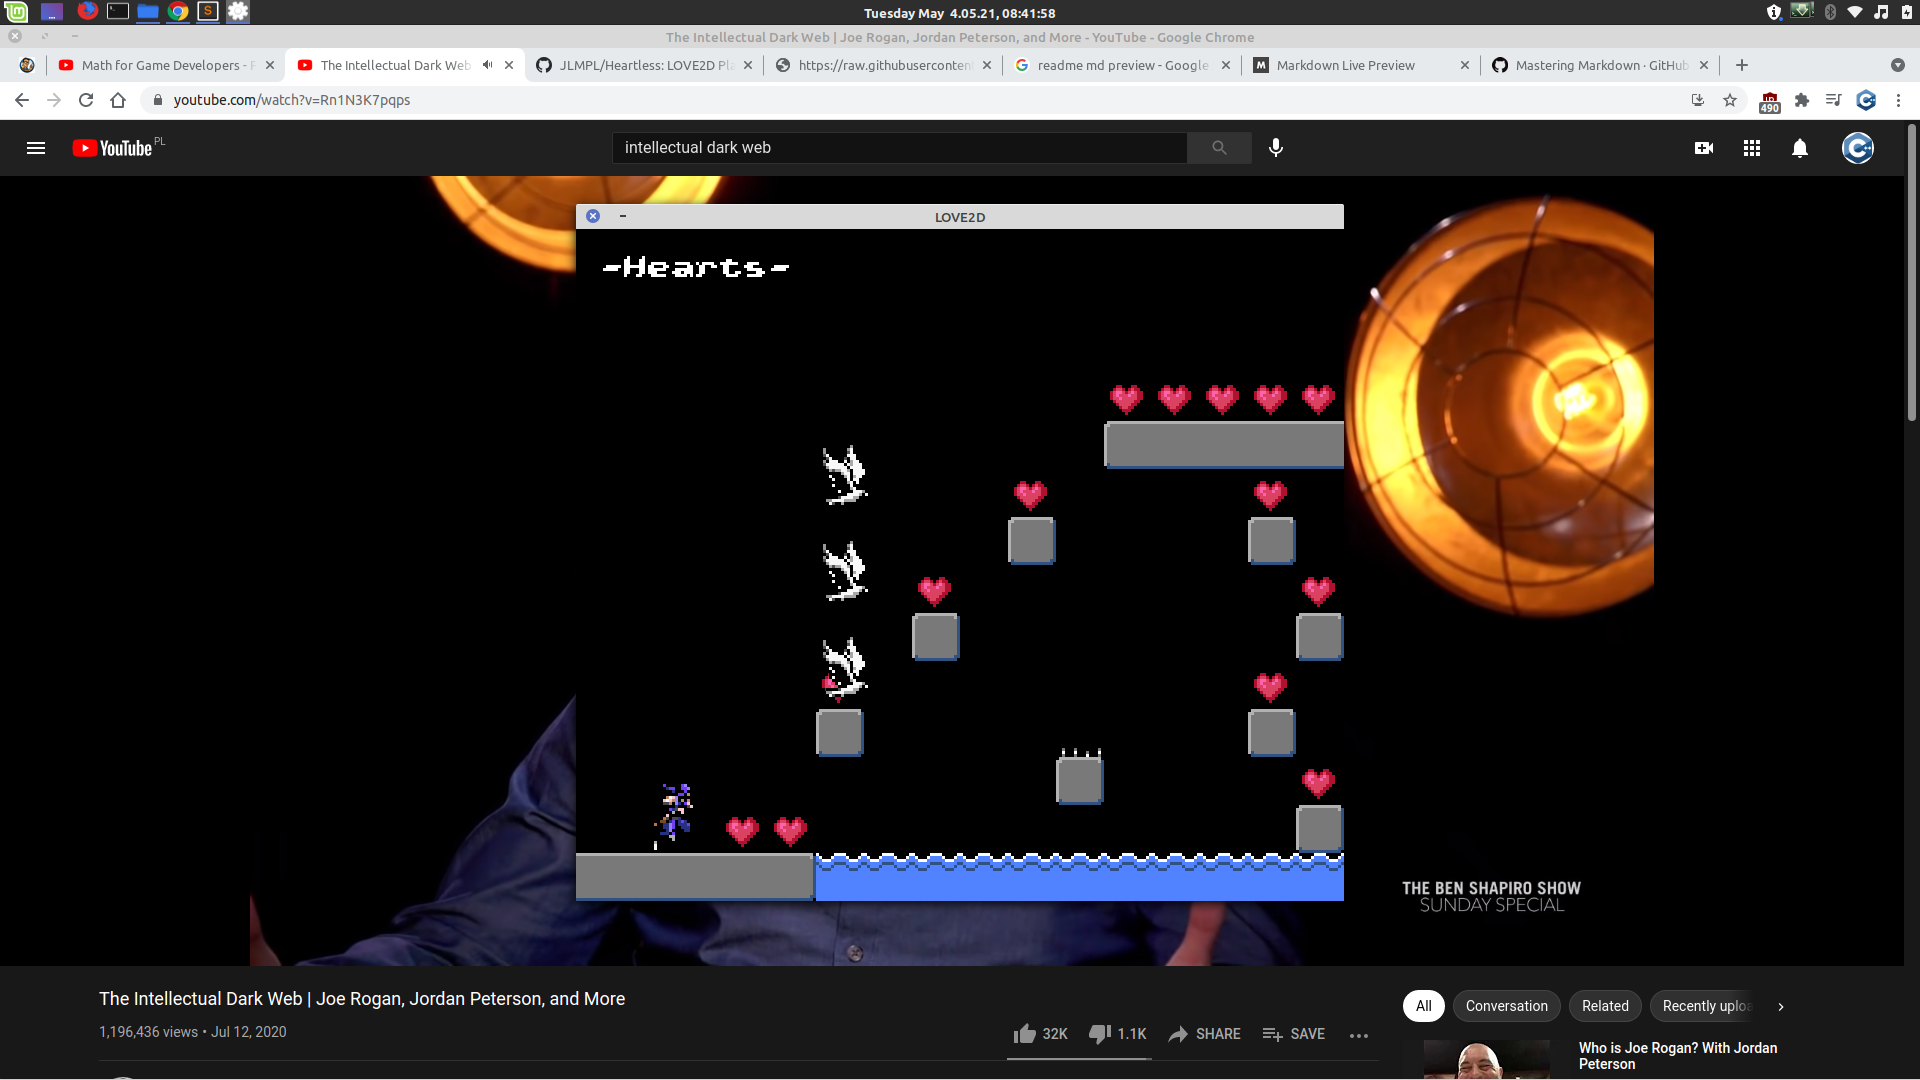 Tuesday May  4.05.21, 08:41:58
The Intellectual Dark Web | Joe Rogan, Jordan Peterson, and More - YouTube - Google Chrome
Math for Game Developers -
The Intellectual Dark Web
JLMPL/Heartless: LOVE2D Pla
https://raw.githubusercontent
readme md preview - Google
Markdown Live Preview
Mastering Markdown · GitHub
youtube.com/watch?v=Rn1N3K7pqps
490
YouTube PL
intellectual dark web
LOVE2D
-Hearts-
THE BEN SHAPIRO SHOW
SUNDAY SPECIAL
The Intellectual Dark Web | Joe Rogan, Jordan Peterson, and More
1,196,436 views • Jul 12, 2020
32K
1.1K
SHARE
SAVE
All
Conversation
Related
Recently uploa
Who is Joe Rogan? With Jordan
Peterson